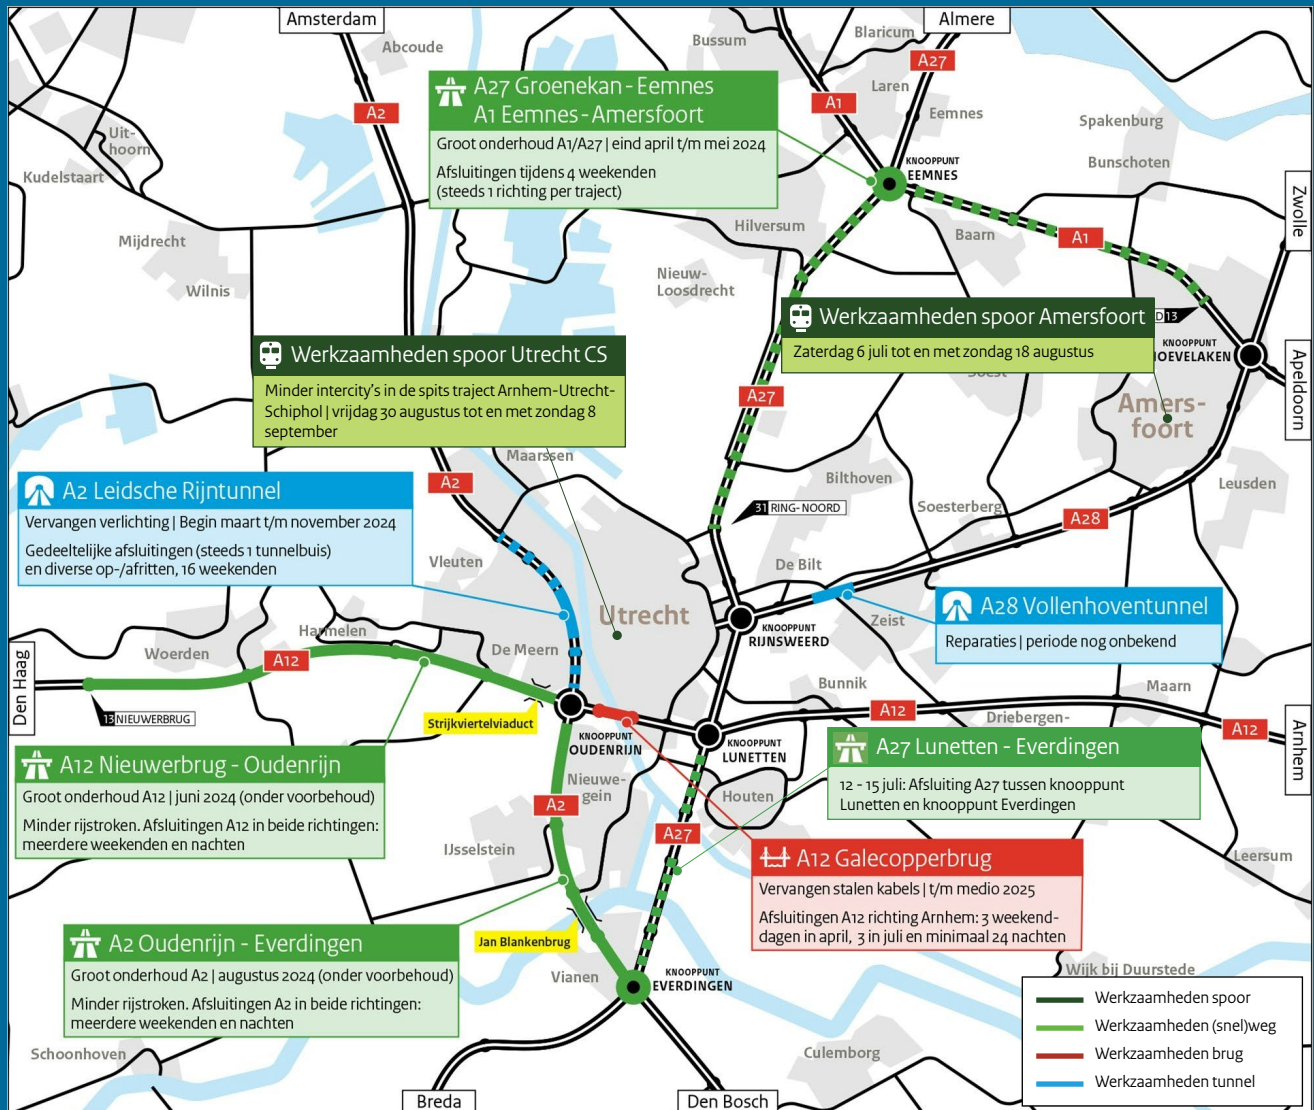 Amsterdam
Almere
Abcoude
Bussum
Blaricum
A27
A27 Groenekan - Eemnes
A1 Eemnes - Amersfoort
Groot onderhoud A1/A27 | eind april t/m mei 2024
Afsluitingen tijdens 4 weekenden
(steeds 1 richting per traject)
A1
Laren
Eemnes
A2
Spakenburg
Uit-
hoorn
Bunschoten
Kudelstaart
KNOOPPUNT
EEMNES
Zwolle
Hilversum
Baarn
A1
Mijdrecht
Nieuw-
Loosdrecht
Wilnis
Werkzaamheden spoor Amersfoort
Zaterdag 6 juli tot en met zondag 18 augustus
D 13
KNOOPPUNT
HOEVELAKEN
Soest
Werkzaamheden spoor Utrecht CS
Minder intercity's in de spits traject Arnhem-Utrecht-
Schiphol | vrijdag 30 augustus tot en met zondag 8
september
A27
Apeldoorn
Amers-
foort
Maarssen
A2
Bilthoven
Leusden
A2 Leidsche Rijntunnel
Vervangen verlichting | Begin maart t/m november 2024
Gedeeltelijke afsluitingen (steeds 1 tunnelbuis)
en diverse op-/afritten, 16 weekenden
31 RING-NOORD
Soesterberg
A28
Vleuten
De Bilt
Utrecht
A28 Vollenhoventunnel
Reparaties | periode nog onbekend
Zeist
KNOOPPUNT
RIJNSWEERD
Harmelen
Woerden
A12
De Meern
Den Haag
Bunnik
Maarn
13 NIEUWERBRUG
Strijkviertelviaduct
KNOOPPUNT
OUDENRIJN
A12
Driebergen-
A12
Arnhem
KNOOPPUNT
LUNETTEN
A12 Nieuwerbrug - Oudenrijn
Groot onderhoud A12 | juni 2024 (onder voorbehoud)
Minder rijstroken. Afsluitingen A12 in beide richtingen:
meerdere weekenden en nachten
A27 Lunetten - Everdingen
12 - 15 juli: Afsluiting A27 tussen knooppunt
Lunetten en knooppunt Everdingen
Nieuwe-
gein
Houten
A2
A27
IJsselstein
A12 Galecopperbrug
Vervangen stalen kabels | t/m medio 2025
Afsluitingen A12 richting Arnhem: 3 weekend-
dagen in april, 3 in juli en minimaal 24 nachten
Leersum
A2 Oudenrijn - Everdingen
Groot onderhoud A2 | augustus 2024 (onder voorbehoud)
Minder rijstroken. Afsluitingen A2 in beide richtingen:
meerdere weekenden en nachten
Jan Blankenbrug
Vianen
KNOOPPUNT
EVERDINGEN
Wijk bij Duurstede
Werkzaamheden spoor
Werkzaamheden (snel)weg
Werkzaamheden brug
Werkzaamheden tunnel
Schoonhoven
Culemborg
Breda
Den Bosch